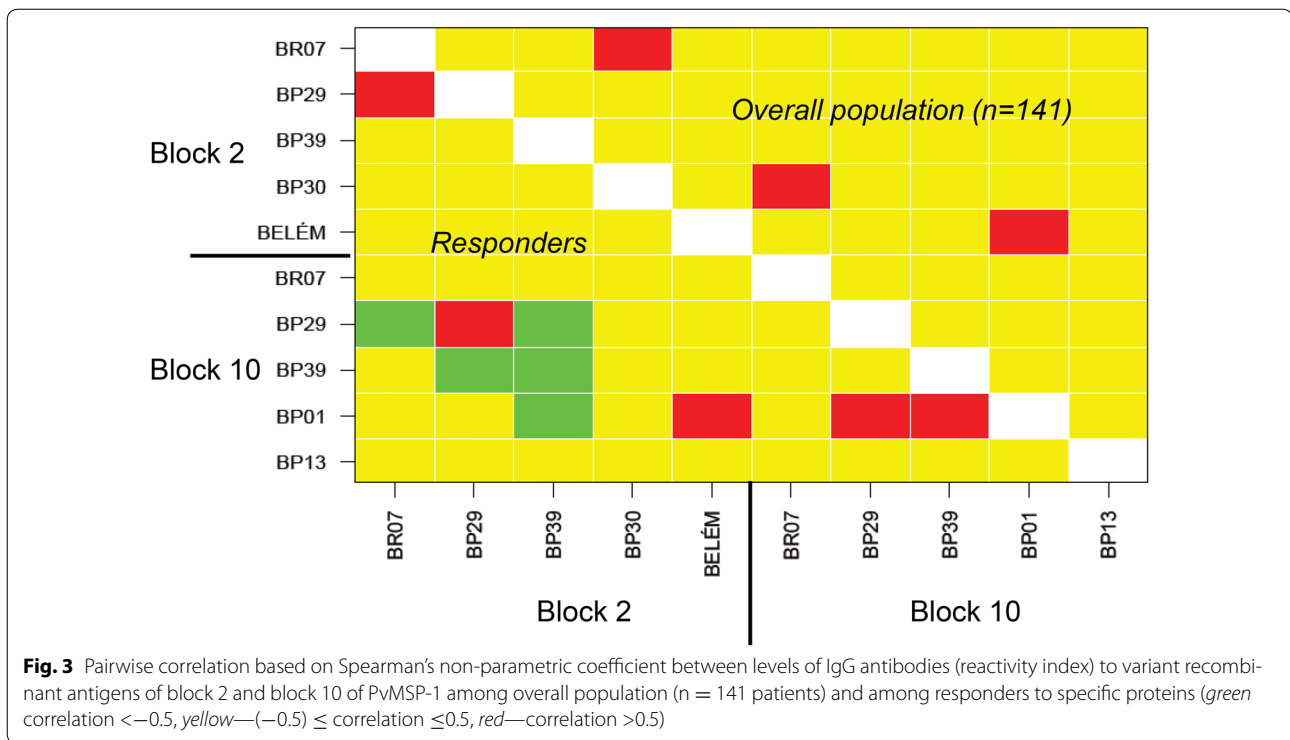 BR07
BP29
Overall population (n=141)
BP39
Block 2
BP30
BELÉM
Responders
BR07
BP29
Block 10
BP39
BP01
BP13
BR07
BP29
BP39
BP30
BELÉM
BR07
BP29
BP39
BP01
BP13
Block 2
Block 10
Fig. 3 Pairwise correlation based on Spearman's non-parametric coefficient between levels of IgG antibodies (reactivity index) to variant recombi-
nant antigens of block 2 and block 10 of PvMSP-1 among overall population (n = 141 patients) and among responders to specific proteins (green
correlation <−0.5, yellow—(−0.5) ≤ correlation ≤0.5, red—correlation >0.5)